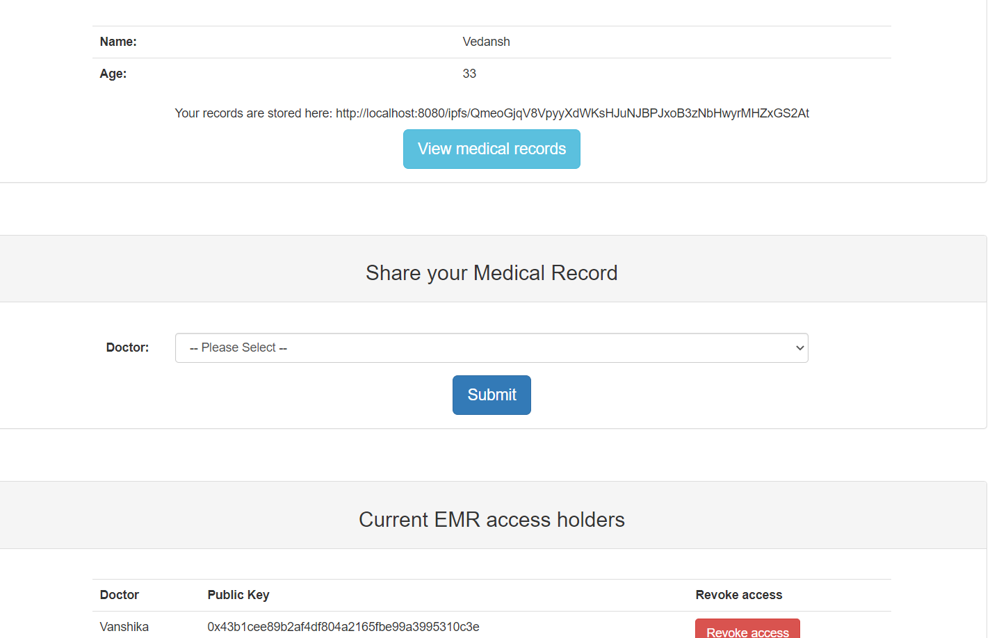 Name: Vedansh
Age: 33
Your records are stored here: http://localhost:8080/ipfs/QmeoGjqV8VpyyXdWKsHJuNJBPJxoB3zNbHwyrMHZxGS2At
View medical records
Share your Medical Record
Doctor: -- Please Select --
Submit
Current EMR access holders
Doctor Public Key Revoke access
Vanshika 0x43b1cee89b2af4df804a2165fbe99a3995310c3e Revoke access